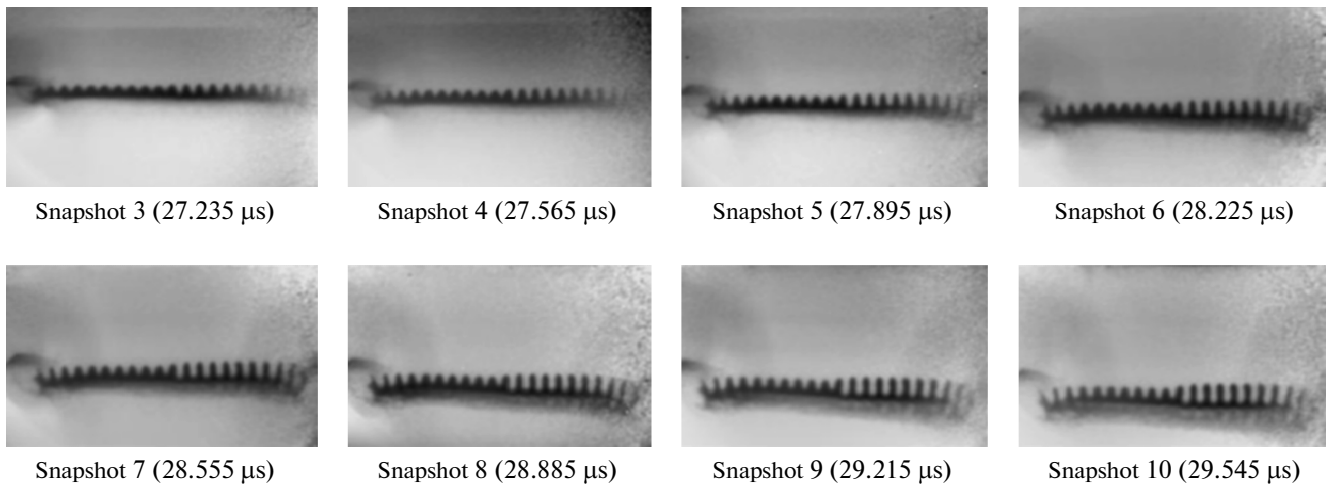 Snapshot 3 (27.235 μs)
Snapshot 4 (27.565 μs)
Snapshot 5 (27.895 μs)
Snapshot 6 (28.225 μs)
Snapshot 7 (28.555 μs)
Snapshot 8 (28.885 μs)
Snapshot 9 (29.215 μs)
Snapshot 10 (29.545 μs)